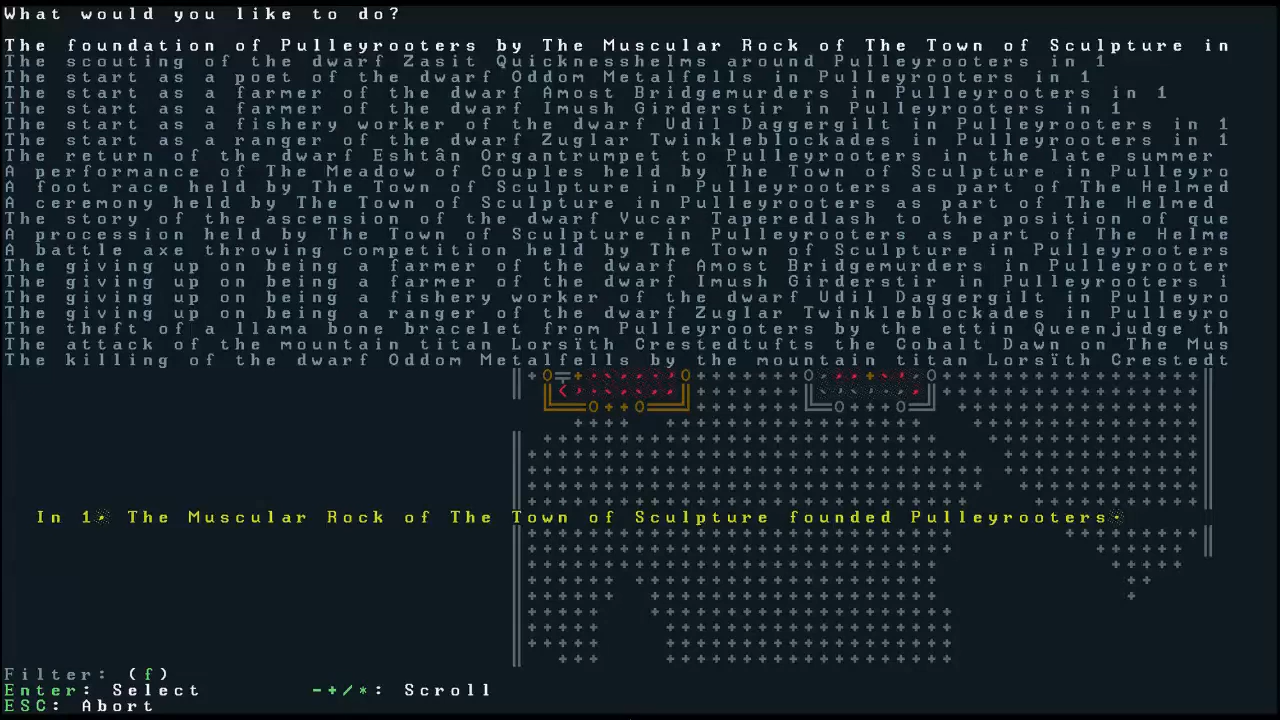 What would you like to do?
The foundation of Pulleyrooters by The Muscular Rock of The Town of Sculpture in
The scouting of the dwarf Zasit Quicknesshelms around Pulleyrooters in 1
The start as a poet of the dwarf Oddom Metalfells in Pulleyrooters in 1
The start as a farmer of the dwarf Amost Bridgemurders in Pulleyrooters in 1
The start as a farmer of the dwarf Imush Girderstir in Pulleyrooters in 1
The start as a fishery worker of the dwarf Udil Daggergilt in Pulleyrooters in 1
The start as a ranger of the dwarf Zuglar Twinkleblockades in Pulleyrooters in 1
The return of the dwarf Eshtân Organtrumpet to Pulleyrooters in the late summer
A performance of The Meadow of Couples held by The Town of Sculpture in Pulleyro
A foot race held by The Town of Sculpture in Pulleyrooters as part of The Helmed
A ceremony held by The Town of Sculpture in Pulleyrooters as part of The Helmed
The story of the ascension of the dwarf Vucar Taperedlash to the position of que
A procession held by The Town of Sculpture in Pulleyrooters as part of The Helme
A battle axe throwing competition held by The Town of Sculpture in Pulleyrooters
The giving up on being a farmer of the dwarf Amost Bridgemurders in Pulleyrooter
The giving up on being a farmer of the dwarf Imush Girderstir in Pulleyrooters i
The giving up on being a fishery worker of the dwarf Udil Daggergilt in Pulleyro
The giving up on being a ranger of the dwarf Zuglar Twinkleblockades in Pulleyro
The theft of a llama bone bracelet from Pulleyrooters by the ettin Queenjudge th
The attack of the mountain titan Lorsïth Crestedtufts the Cobalt Dawn on The Mus
The killing of the dwarf Oddom Metalfells by the mountain titan Lorsïth Crestedt
In 1, The Muscular Rock of The Town of Sculpture founded Pulleyrooters.
Filter: (f)
Enter: Select -+/*: Scroll
ESC: Abort